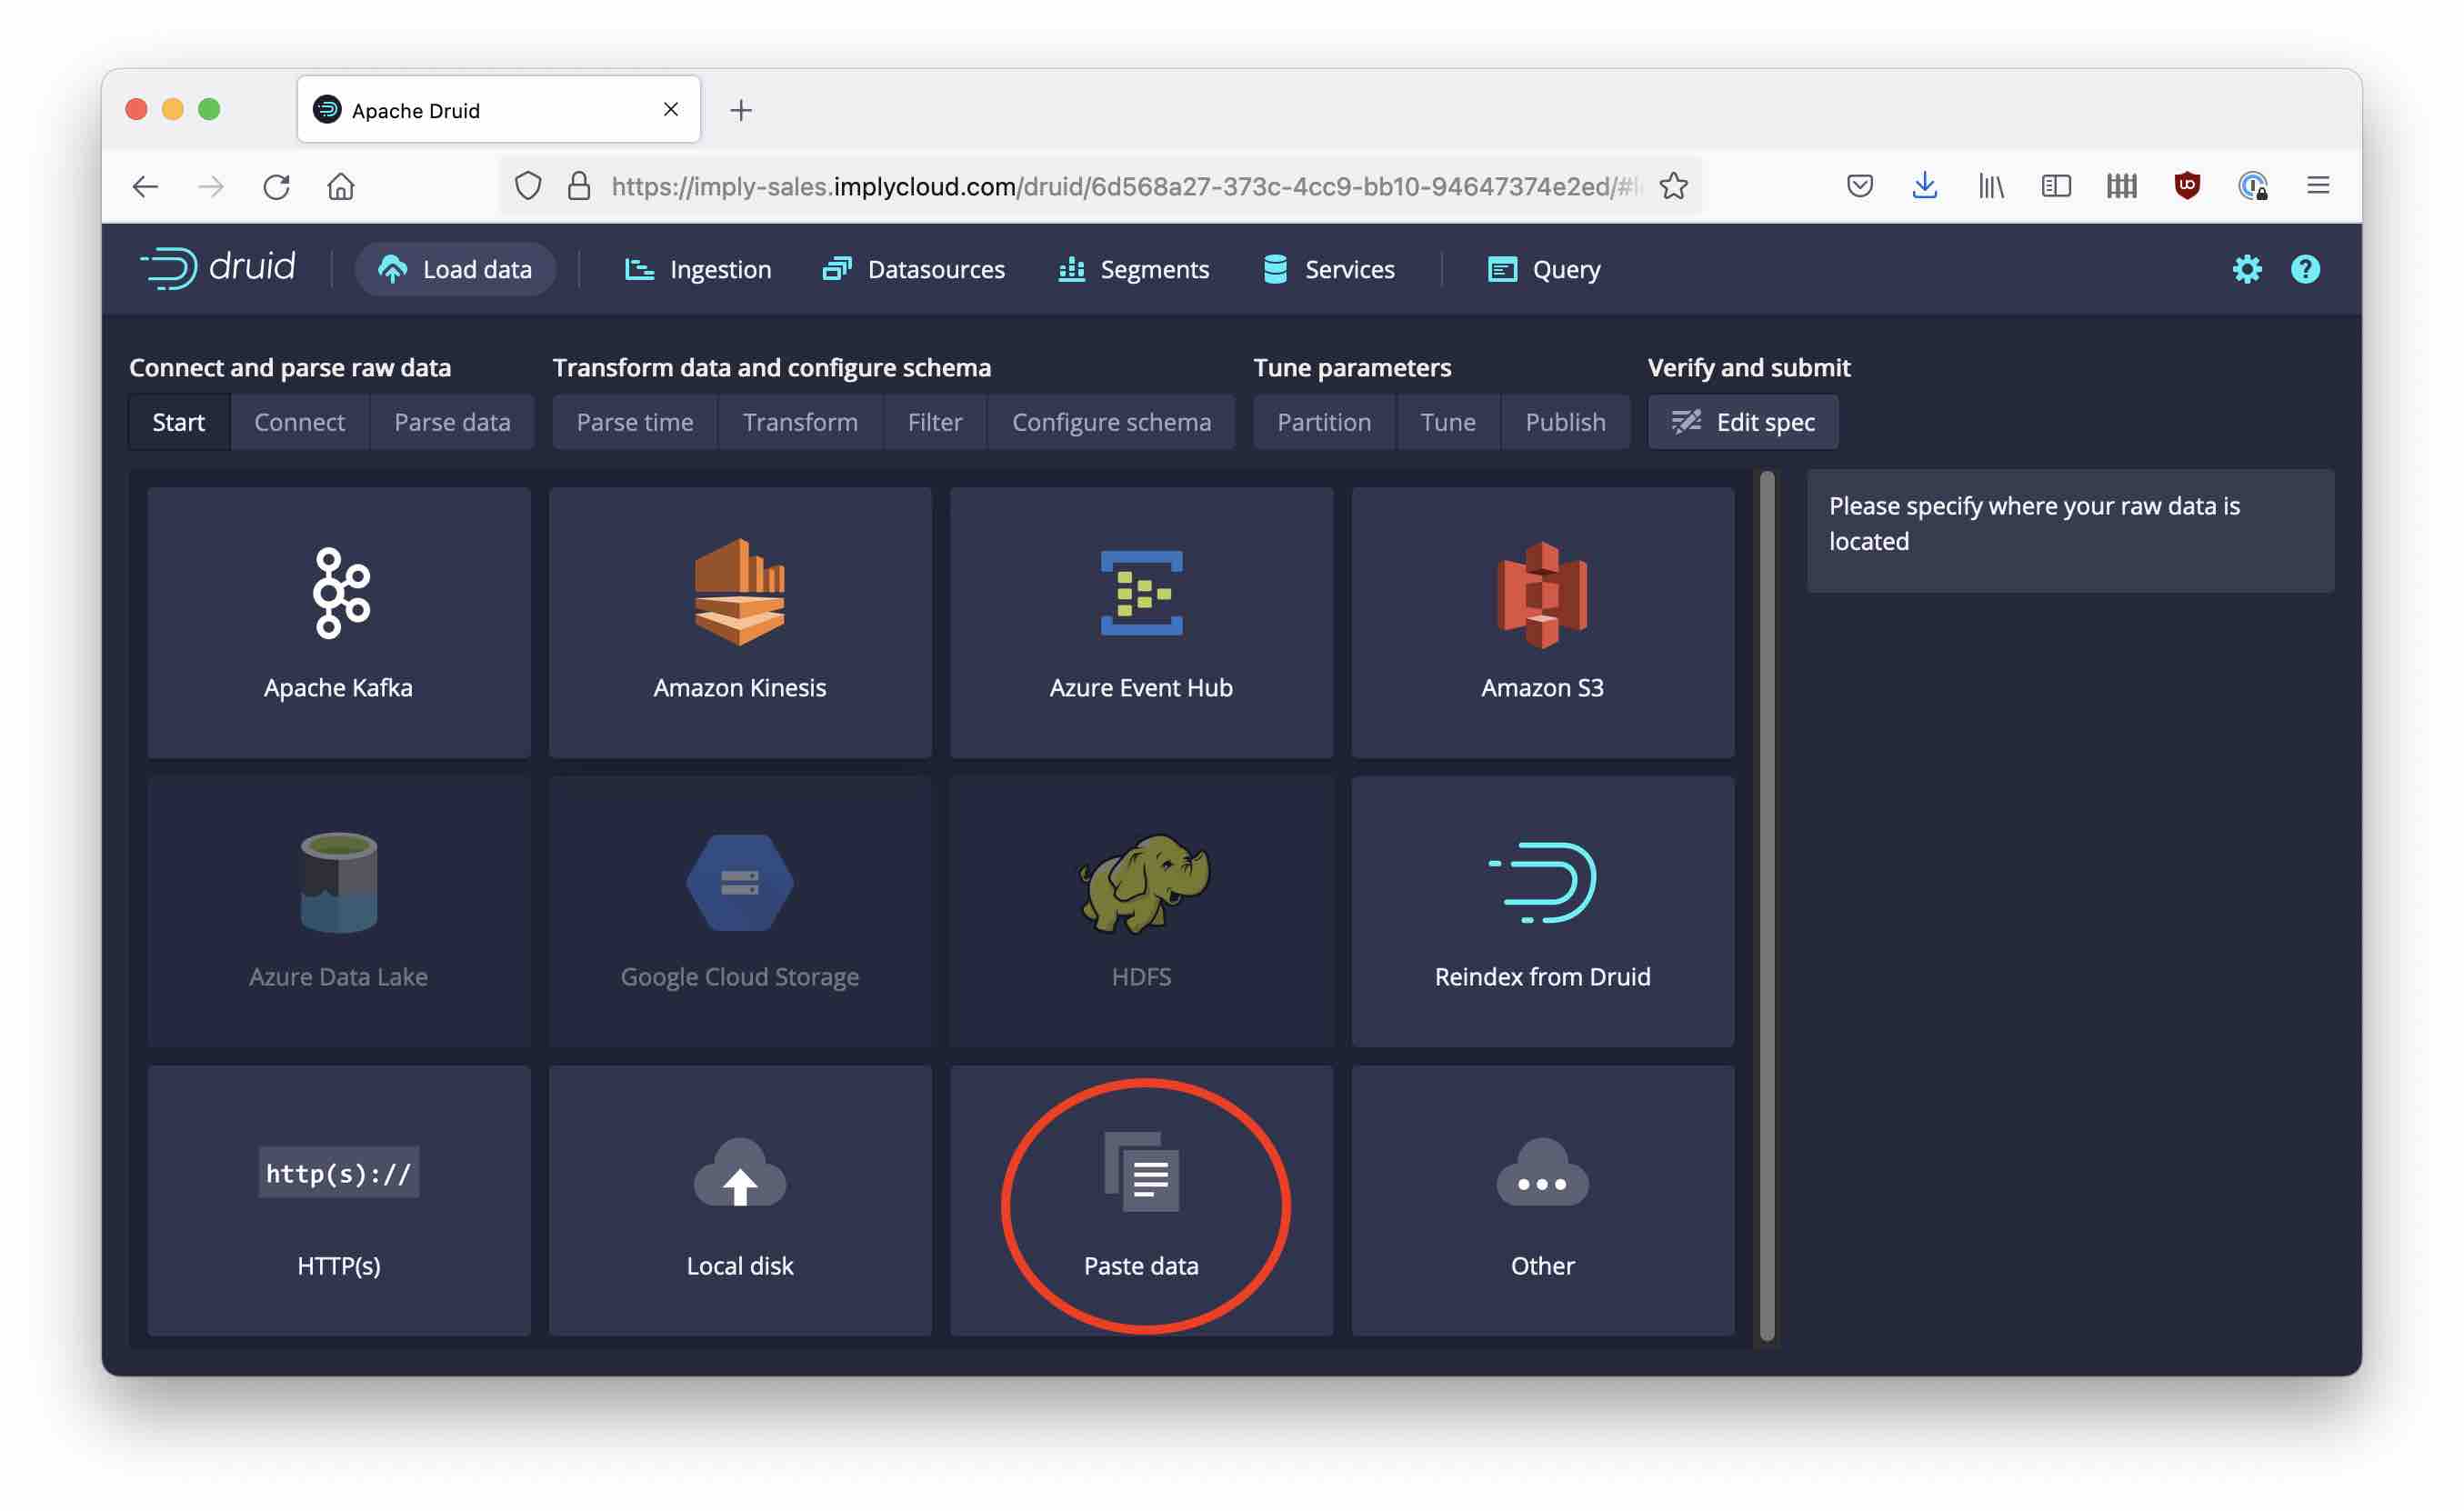 Apache Druid
https://imply-sales.implycloud.com/druid/6d568a27-373c-4cc9-bb10-94647374e2ed/#l
druid Load data Ingestion Datasources Segments Services Query
Connect and parse raw data Transform data and configure schema Tune parameters Verify and submit
Start Connect Parse data Parse time Transform Filter Configure schema Partition Tune Publish Edit spec
Please specify where your raw data is
located
Apache Kafka Amazon Kinesis Azure Event Hub Amazon S3
Azure Data Lake Google Cloud Storage HDFS Reindex from Druid
http(s)://
HTTP(s) Local disk Paste data Other